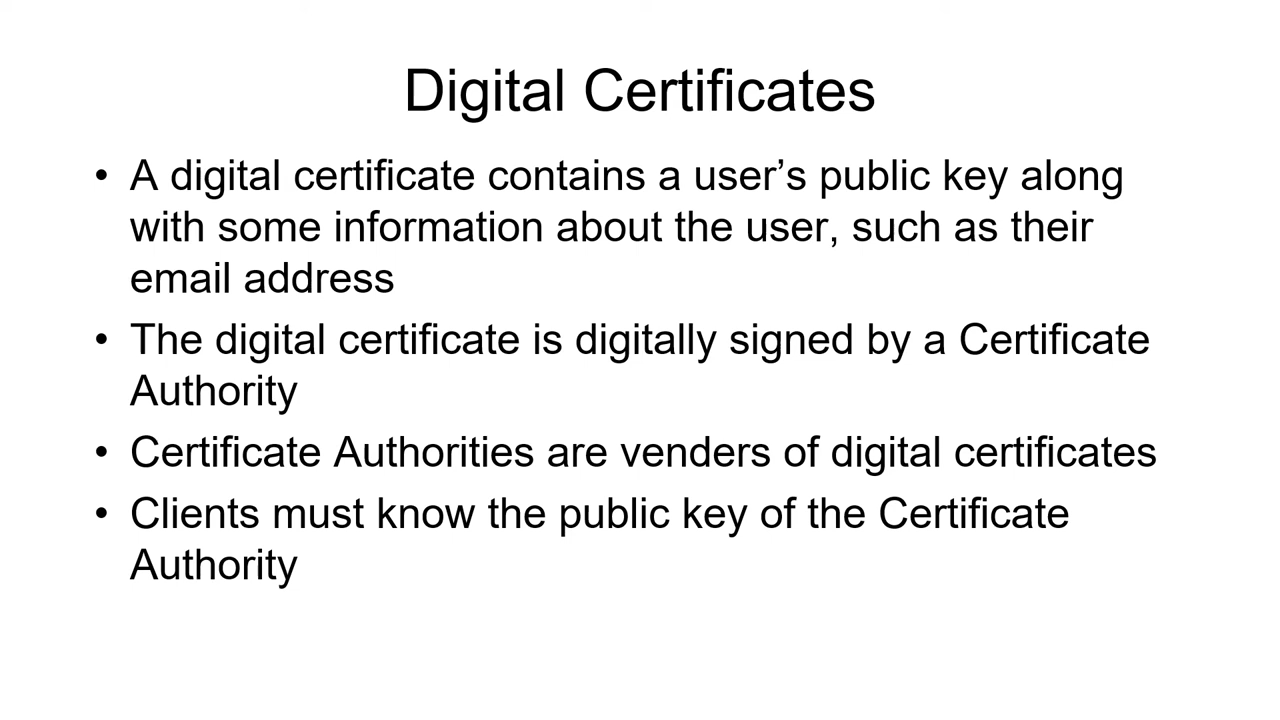 Digital Certificates
• A digital certificate contains a user’s public key along
with some information about the user, such as their
email address
• The digital certificate is digitally signed by a Certificate
Authority
• Certificate Authorities are venders of digital certificates
• Clients must know the public key of the Certificate
Authority